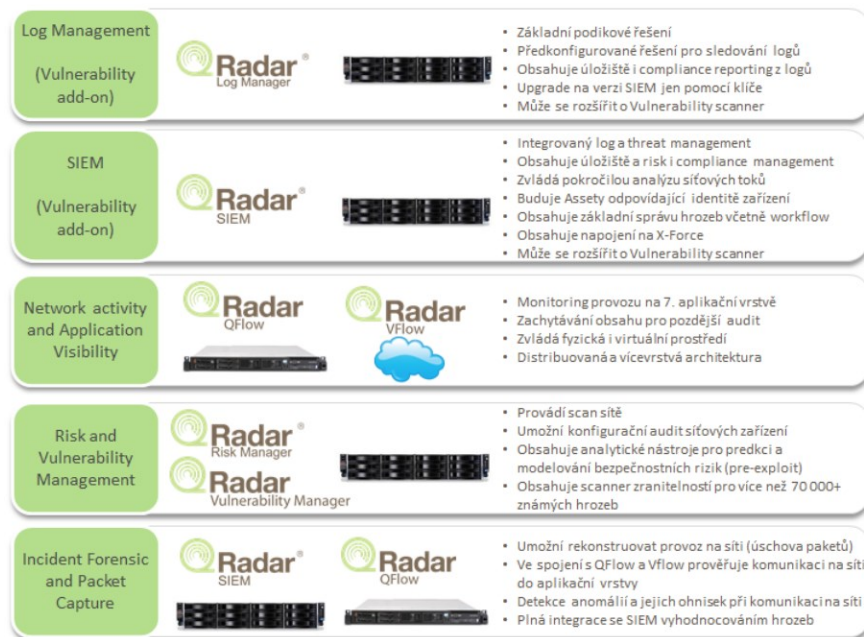 Log Management
(Vulnerability
add-on)
QRadar®
Log Manager
• Základní podikové řešení
• Předkonfigurované řešení pro sledování logů
• Obsahuje úložiště i compliance reporting z logů
• Upgrade na verzi SIEM jen pomocí klíče
• Může se rozšířit o Vulnerability scanner
SIEM
(Vulnerability
add-on)
QRadar®
SIEM
• Integrovaný log a threat management
• Obsahuje úložiště a risk i compliance management
• Zvládá pokročilou analýzu síťových toků
• Buduje Assety odpovídající identitě zařízení
• Obsahuje základní správu hrozeb včetně workflow
• Obsahuje napojení na X-Force
• Může se rozšířit o Vulnerability scanner
Network activity
and Application
Visibility
QRadar®
QFlow
QRadar®
VFlow
• Monitoring provozu na 7. aplikační vrstvě
• Zachytávání obsahu pro pozdější audit
• Zvládá fyzická i virtuální prostředí
• Distribuovaná a vícevrstvá architektura
Risk and
Vulnerability
Management
QRadar®
Risk Manager
QRadar
Vulnerability Manager
• Provádí scan sítě
• Umožní konfigurační audit síťových zařízení
• Obsahuje analytické nástroje pro predkci a
modelování bezpečnostních rizik (pre-exploit)
• Obsahuje scanner zranitelností pro více než 70 000+
známých hrozeb
Incident Forensic
and Packet
Capture
QRadar®
SIEM
QRadar®
QFlow
• Umožní rekonstruovat provoz na síti (úschova paketů)
• Ve spojení s QFlow a Vflow prověřuje komunikaci na síti
do aplikační vrstvy
• Detekce anomálií a jejich ohnisek při komunikaci na síti
• Plná integrace se SIEM vyhodnocováním hrozeb